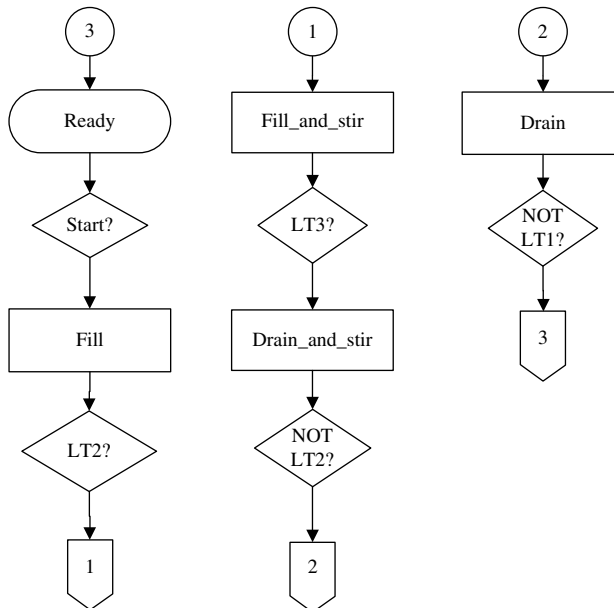 3
Ready
Start?
Fill
LT2?
1
1
Fill_and_stir
LT3?
Drain_and_stir
NOT
LT2?
2
2
Drain
NOT
LT1?
3